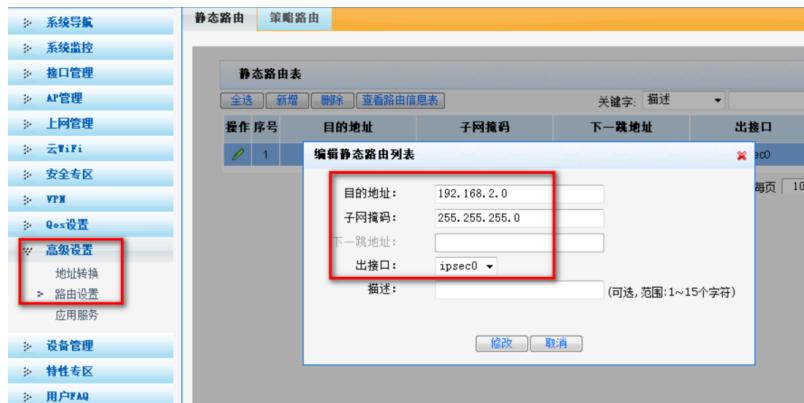 系统导航
系统监控
接口管理
AP管理
上网管理
云WiFi
安全专区
VPN
Qos设置
高级设置
地址转换
路由设置
应用服务
设备管理
特性专区
用户FAQ
静态路由 策略路由
静态路由表
全选 新增 删除 查看路由信息表 关键字: 描述
操作 序号 目的地址 子网掩码 下一跳地址 出接口
1 ec0
每页 10
编辑静态路由列表
目的地址: 192.168.2.0
子网掩码: 255.255.255.0
下一跳地址:
出接口: ipsec0
描述: (可选,范围:1~15个字符)
修改 取消